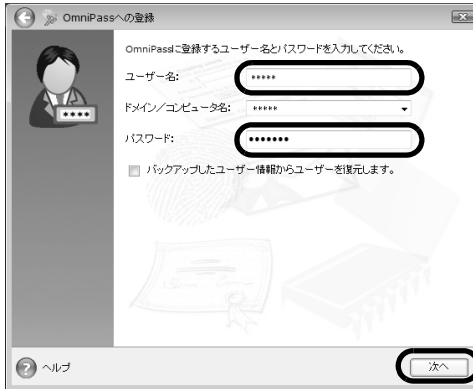 OmniPassへの登録
OmniPassに登録するユーザー名とパスワードを入力してください。
ユーザー名: *****
ドメイン／コンピュータ名: *****
パスワード: •••••••
バックアップしたユーザー情報からユーザーを復元します。
****
ヘルプ
次へ